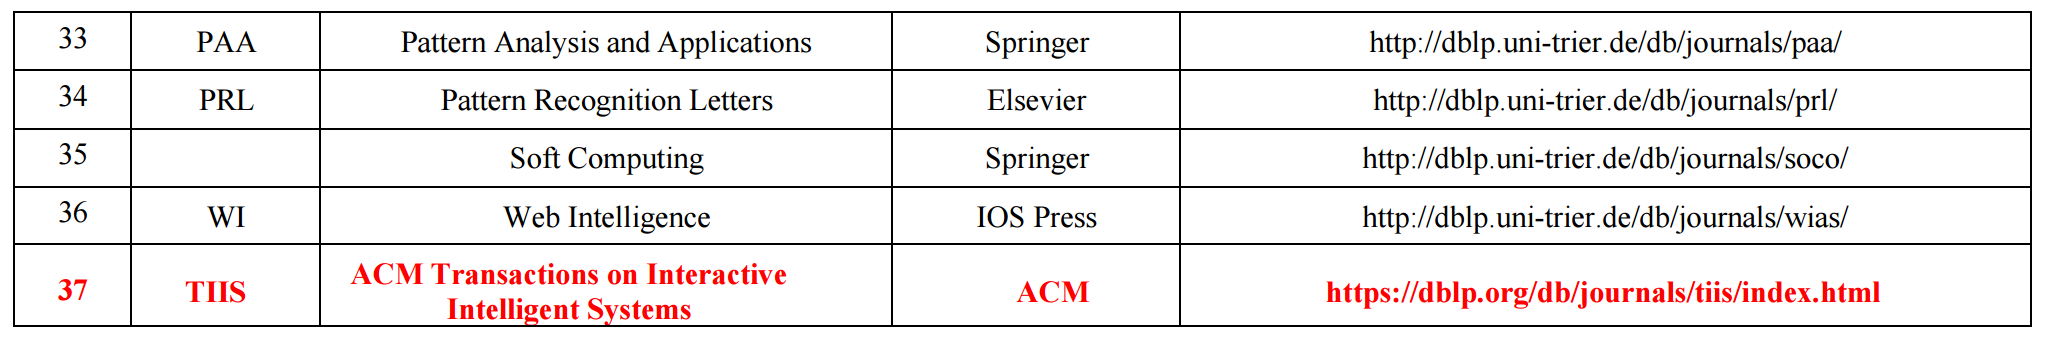 33 PAA Pattern Analysis and Applications Springer http://dblp.uni-trier.de/db/journals/paa/
34 PRL Pattern Recognition Letters Elsevier http://dblp.uni-trier.de/db/journals/prl/
35 Soft Computing Springer http://dblp.uni-trier.de/db/journals/soco/
36 WI Web Intelligence IOS Press http://dblp.uni-trier.de/db/journals/wias/
37 TIIS ACM Transactions on Interactive
Intelligent Systems ACM https://dblp.org/db/journals/tiis/index.html